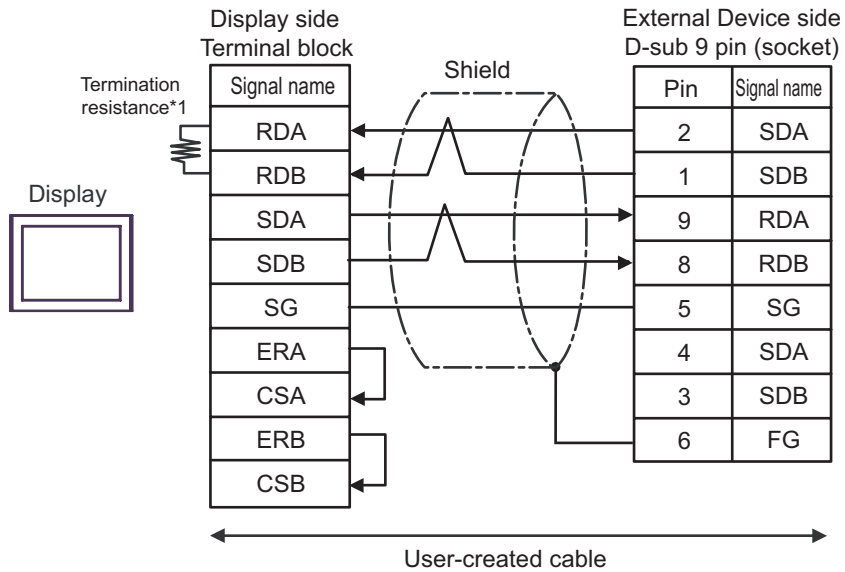 Display side
Terminal block
External Device side
D-sub 9 pin (socket)
Termination
resistance*1
Shield
Display
Signal name
RDA
RDB
SDA
SDB
SG
ERA
CSA
ERB
CSB
Pin Signal name
2 SDA
1 SDB
9 RDA
8 RDB
5 SG
4 SDA
3 SDB
6 FG
User-created cable